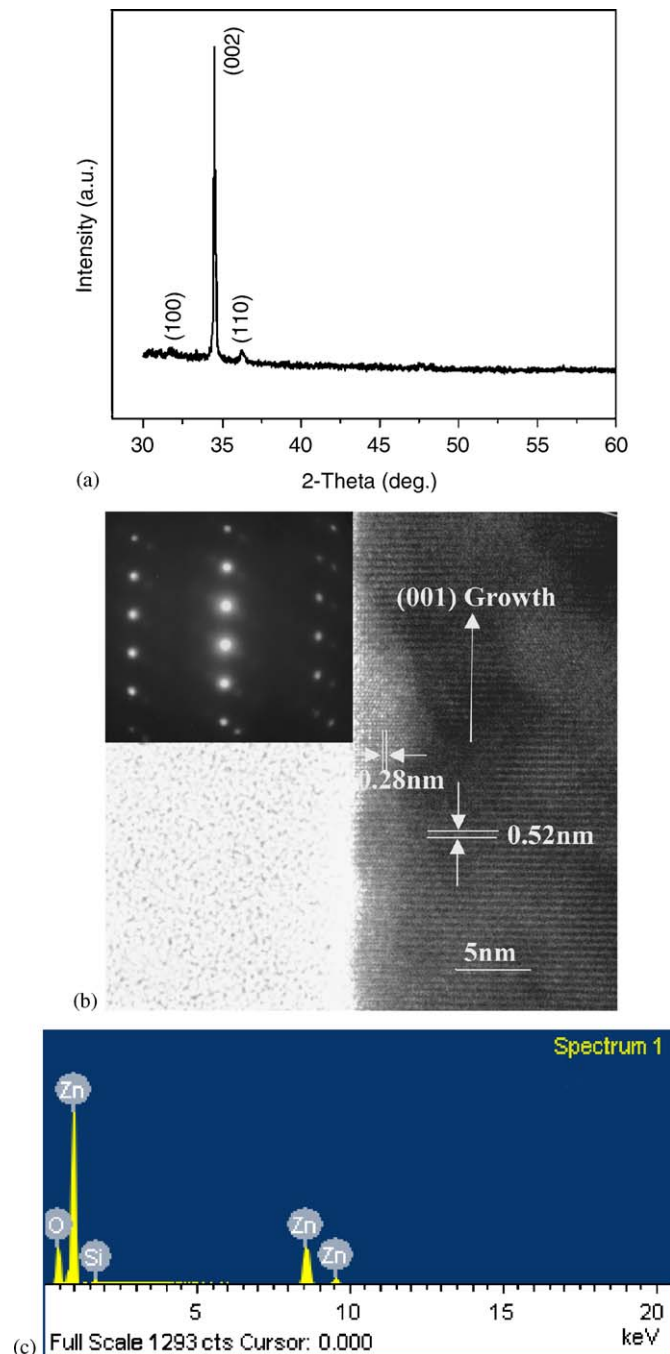 (002)
(100)
(110)
Intensity (a.u.)
30 35 40 45 50 55 60
2-Theta (deg.)
(a)
(001) Growth
0.28nm
0.52nm
5nm
(b)
Spectrum 1
Zn
O
Si
Zn
Zn
5 10 15 20
Full Scale 1293 cts Cursor: 0.000
keV
(c)